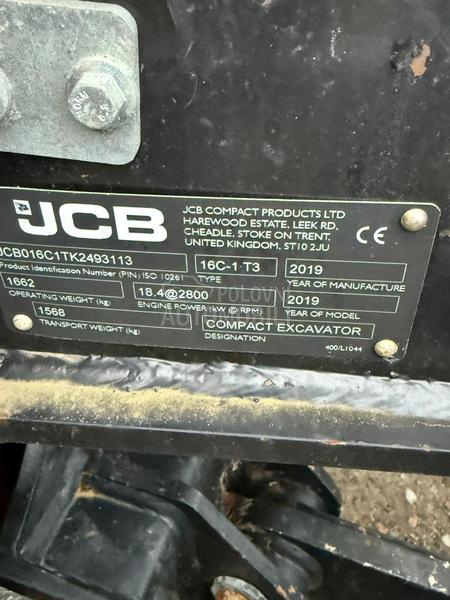 JCB
JCB COMPACT PRODUCTS LTD
HAREWOOD ESTATE, LEEK RD,
CHEADLE, STOKE ON TRENT,
UNITED KINGDOM, ST10 2JU
CE
JCB016C1TK2493113
Product Identification Number (PIN) ISO 10261
16C-1 T3
TYPE
2019
YEAR OF MANUFACTURE
1662
OPERATING WEIGHT (kg)
18.4@2800
ENGINE POWER (kW @ RPM)
2019
YEAR OF MODEL
1568
TRANSPORT WEIGHT (kg)
COMPACT EXCAVATOR
DESIGNATION
400/L1044